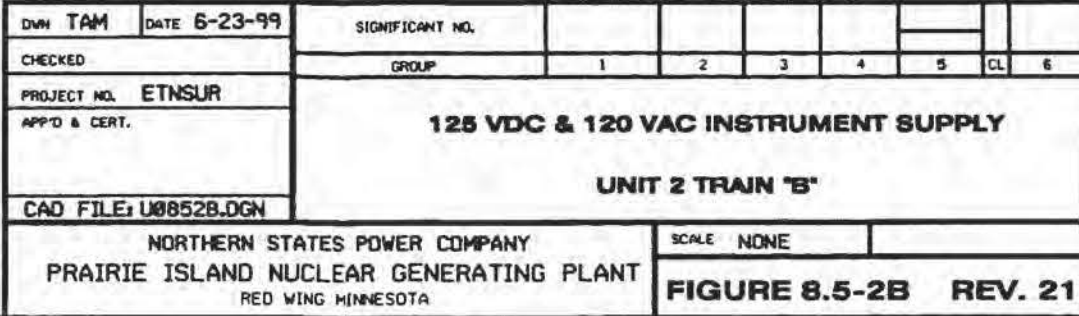 DWN TAM DATE 6-23-99
CHECKED
PROJECT NO. ETNSUR
APP'D & CERT.
CAD FILE: U0852B.DGN
SIGNIFICANT NO.
GROUP 1 2 3 4 5 CL 6
125 VDC & 120 VAC INSTRUMENT SUPPLY
UNIT 2 TRAIN "B"
NORTHERN STATES POWER COMPANY
PRAIRIE ISLAND NUCLEAR GENERATING PLANT
RED WING MINNESOTA
SCALE NONE
FIGURE 8.5-2B REV. 21